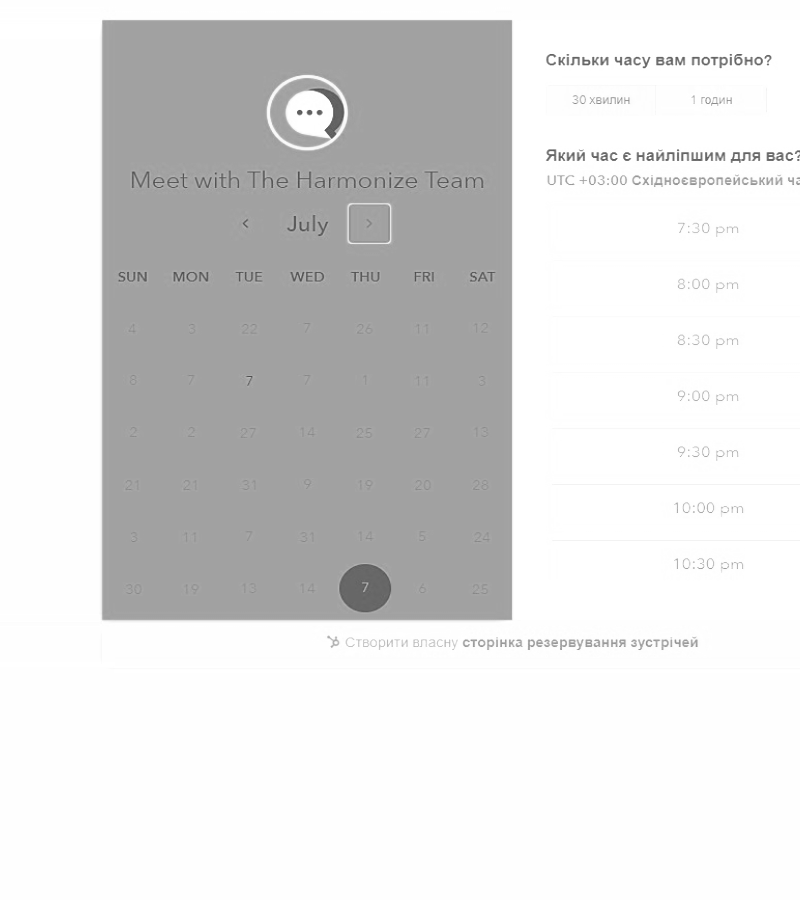 Meet with The Harmonize Team
July
SUN MON TUE WED THU FRI SAT
4 3 22 7 26 11 12
8 7 7 7 1 11 3
2 2 27 14 25 27 13
21 21 31 9 19 20 28
3 11 7 31 14 5 24
30 19 13 14 7 6 25
Скільки часу вам потрібно?
30 хвилин 1 годин
Який час є найліпшим для вас?
UTC +03:00 Східноєвропейський ча
7:30 pm
8:00 pm
8:30 pm
9:00 pm
9:30 pm
10:00 pm
10:30 pm
Створити власну сторінка резервування зустрічей